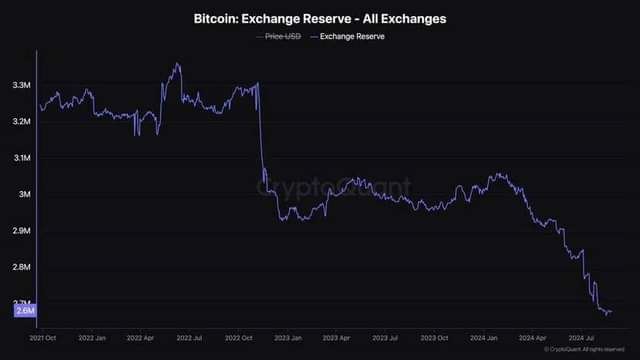 Bitcoin: Exchange Reserve - All Exchanges
Price USD Exchange Reserve
3.3M
3.2M
3.1M
3M
2.9M
2.8M
2.7M
2.6M
CryptoQuant
2021 Oct 2022 Jan 2022 Apr 2022 Jul 2022 Oct 2023 Jan 2023 Apr 2023 Jul 2023 Oct 2024 Jan 2024 Apr 2024 Jul
© CryptoQuant. All rights reserved